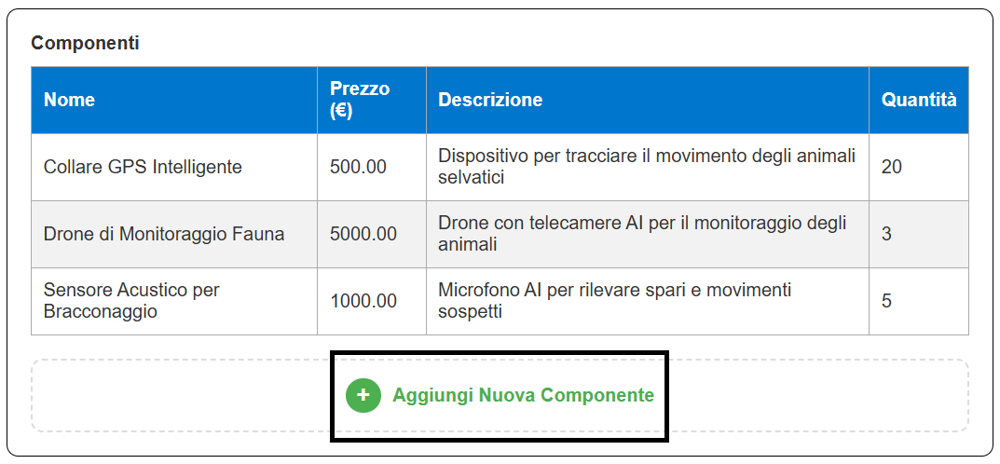 Componenti
Nome
Prezzo
(€)
Descrizione
Quantità
Collare GPS Intelligente
500.00
Dispositivo per tracciare il movimento degli animali
selvatici
20
Drone di Monitoraggio Fauna
5000.00
Drone con telecamere AI per il monitoraggio degli
animali
3
Sensore Acustico per
Bracconaggio
1000.00
Microfono AI per rilevare spari e movimenti
sospetti
5
+ Aggiungi Nuova Componente